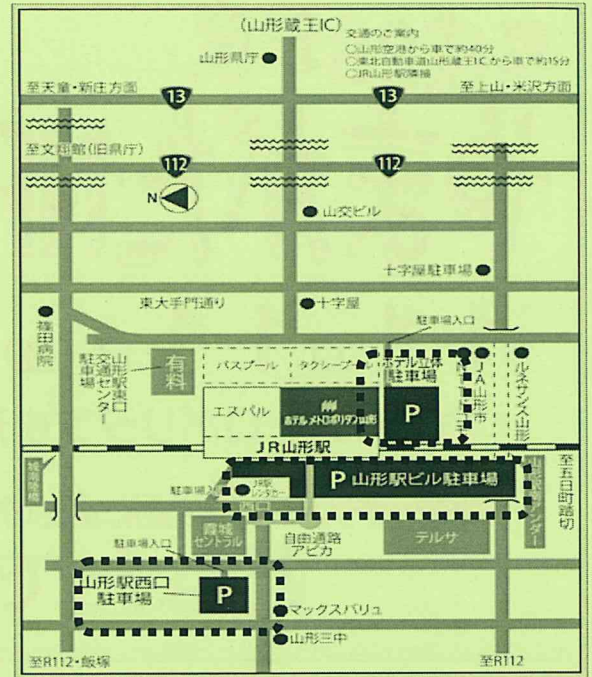 (山形蔵王IC)
交通のご案内
○山形空港から車で約40分
○東北自動車道山形蔵王ICから車で約15分
○JR山形駅隣接
山形県庁
至天童・新庄方面
13
13
至上山・米沢方面
至文翔館(旧県庁)
112
112
N
山交ビル
十字屋駐車場
東大手門通り
十字屋
駐車場入口
篠田病院
山形駅東口
交通センター
駐車場
有料
バスプール
タクシープール
ホテル立体
駐車場
P
JA山形市
ルネサンス山形
エスパル
ホテルメトロポリタン山形
JR山形駅
城南陸橋
駐車場入
JR駅
レンタカー
西口
P 山形駅ビル駐車場
山形駅南アンダー
至五日町踏切
霞城
セントラル
自由通路
アピカ
テルサ
駐車場入口
山形駅西口
駐車場
P
マックスバリュ
山形三中
至R112・飯塚
至R112